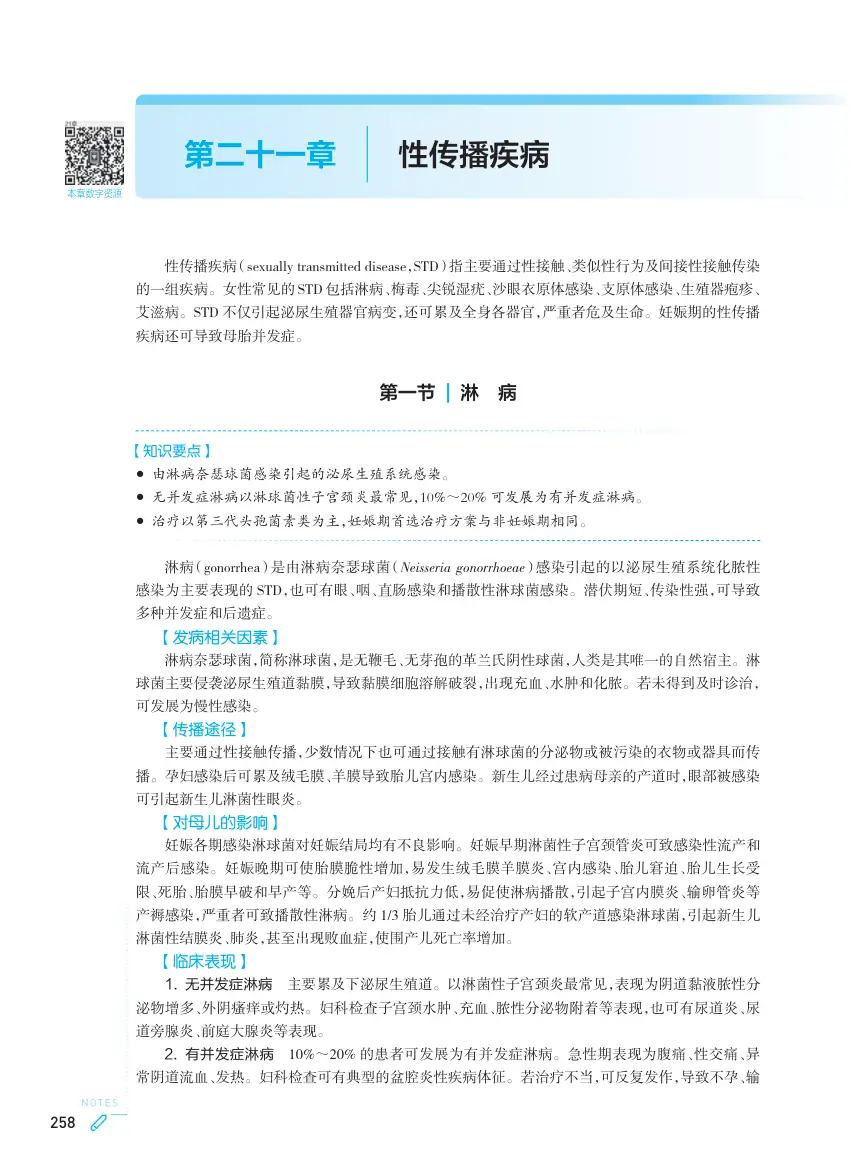 21章
本章数字资源
第二十一章 性传播疾病
性传播疾病（sexually transmitted disease，STD）指主要通过性接触、类似性行为及间接性接触传染
的一组疾病。女性常见的STD包括淋病、梅毒、尖锐湿疣、沙眼衣原体感染、支原体感染、生殖器疱疹、
艾滋病。STD 不仅引起泌尿生殖器官病变，还可累及全身各器官，严重者危及生命。妊娠期的性传播
疾病还可导致母胎并发症。
第一节 淋 病
【知识要点】
● 由淋病奈瑟球菌感染引起的泌尿生殖系统感染。
● 无并发症淋病以淋球菌性子宫颈炎最常见，10%～20% 可发展为有并发症淋病。
● 治疗以第三代头孢菌素类为主，妊娠期首选治疗方案与非妊娠期相同。
淋病（gonorrhea）是由淋病奈瑟球菌（Neisseria gonorrhoeae）感染引起的以泌尿生殖系统化脓性
感染为主要表现的 STD，也可有眼、咽、直肠感染和播散性淋球菌感染。潜伏期短、传染性强，可导致
多种并发症和后遗症。
【发病相关因素】
淋病奈瑟球菌，简称淋球菌，是无鞭毛、无芽孢的革兰氏阴性球菌，人类是其唯一的自然宿主。淋
球菌主要侵袭泌尿生殖道黏膜，导致黏膜细胞溶解破裂，出现充血、水肿和化脓。若未得到及时诊治，
可发展为慢性感染。
【传播途径】
主要通过性接触传播，少数情况下也可通过接触有淋球菌的分泌物或被污染的衣物或器具而传
播。孕妇感染后可累及绒毛膜、羊膜导致胎儿宫内感染。新生儿经过患病母亲的产道时，眼部被感染
可引起新生儿淋菌性眼炎。
【对母儿的影响】
妊娠各期感染淋球菌对妊娠结局均有不良影响。妊娠早期淋菌性子宫颈管炎可致感染性流产和
流产后感染。妊娠晚期可使胎膜脆性增加，易发生绒毛膜羊膜炎、宫内感染、胎儿窘迫、胎儿生长受
限、死胎、胎膜早破和早产等。分娩后产妇抵抗力低，易促使淋病播散，引起子宫内膜炎、输卵管炎等
产褥感染，严重者可致播散性淋病。约 1/3 胎儿通过未经治疗产妇的软产道感染淋球菌，引起新生儿
淋菌性结膜炎、肺炎，甚至出现败血症，使围产儿死亡率增加。
【临床表现】
1. 无并发症淋病 主要累及下泌尿生殖道。以淋菌性子宫颈炎最常见，表现为阴道黏液脓性分
泌物增多、外阴瘙痒或灼热。妇科检查子宫颈水肿、充血、脓性分泌物附着等表现，也可有尿道炎、尿
道旁腺炎、前庭大腺炎等表现。
2. 有并发症淋病 10%～20% 的患者可发展为有并发症淋病。急性期表现为腹痛、性交痛、异
常阴道流血、发热。妇科检查可有典型的盆腔炎性疾病体征。若治疗不当，可反复发作，导致不孕、输
NOTES
258